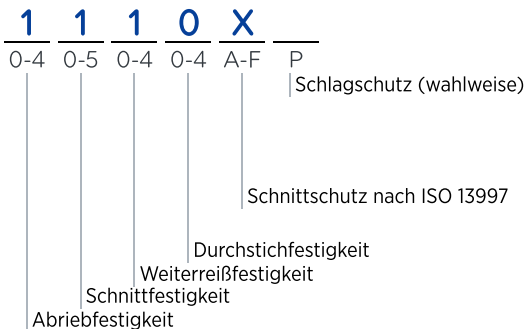 1 1 1 0 X
0-4 0-5 0-4 0-4 A-F P
Schlagschutz (wahlweise)
Schnittschutz nach ISO 13997
Durchstichfestigkeit
Weiterreißfestigkeit
Schnittfestigkeit
Abriebfestigkeit